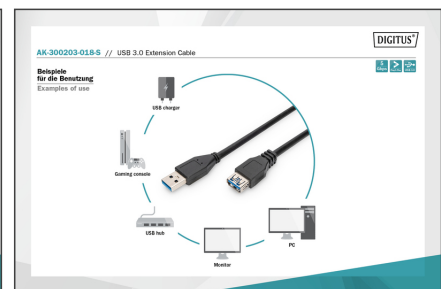 DIGITUS®
AK-300203-018-S // USB 3.0 Extension Cable
Beispiele
für die Benutzung
Examples of use
USB charger
Gaming console
USB hub
Monitor
PC